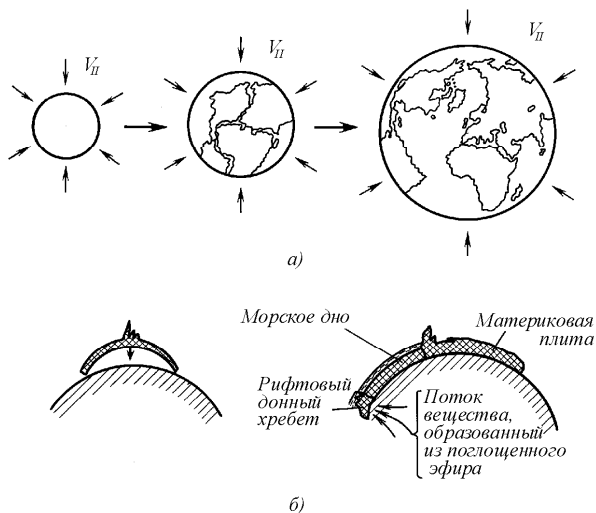 V_II
V_II
V_II
а)
Морское дно
Материковая
плита
Рифтовый
донный
хребет
Поток
вещества,
образованный
из поглощенного
эфира
б)